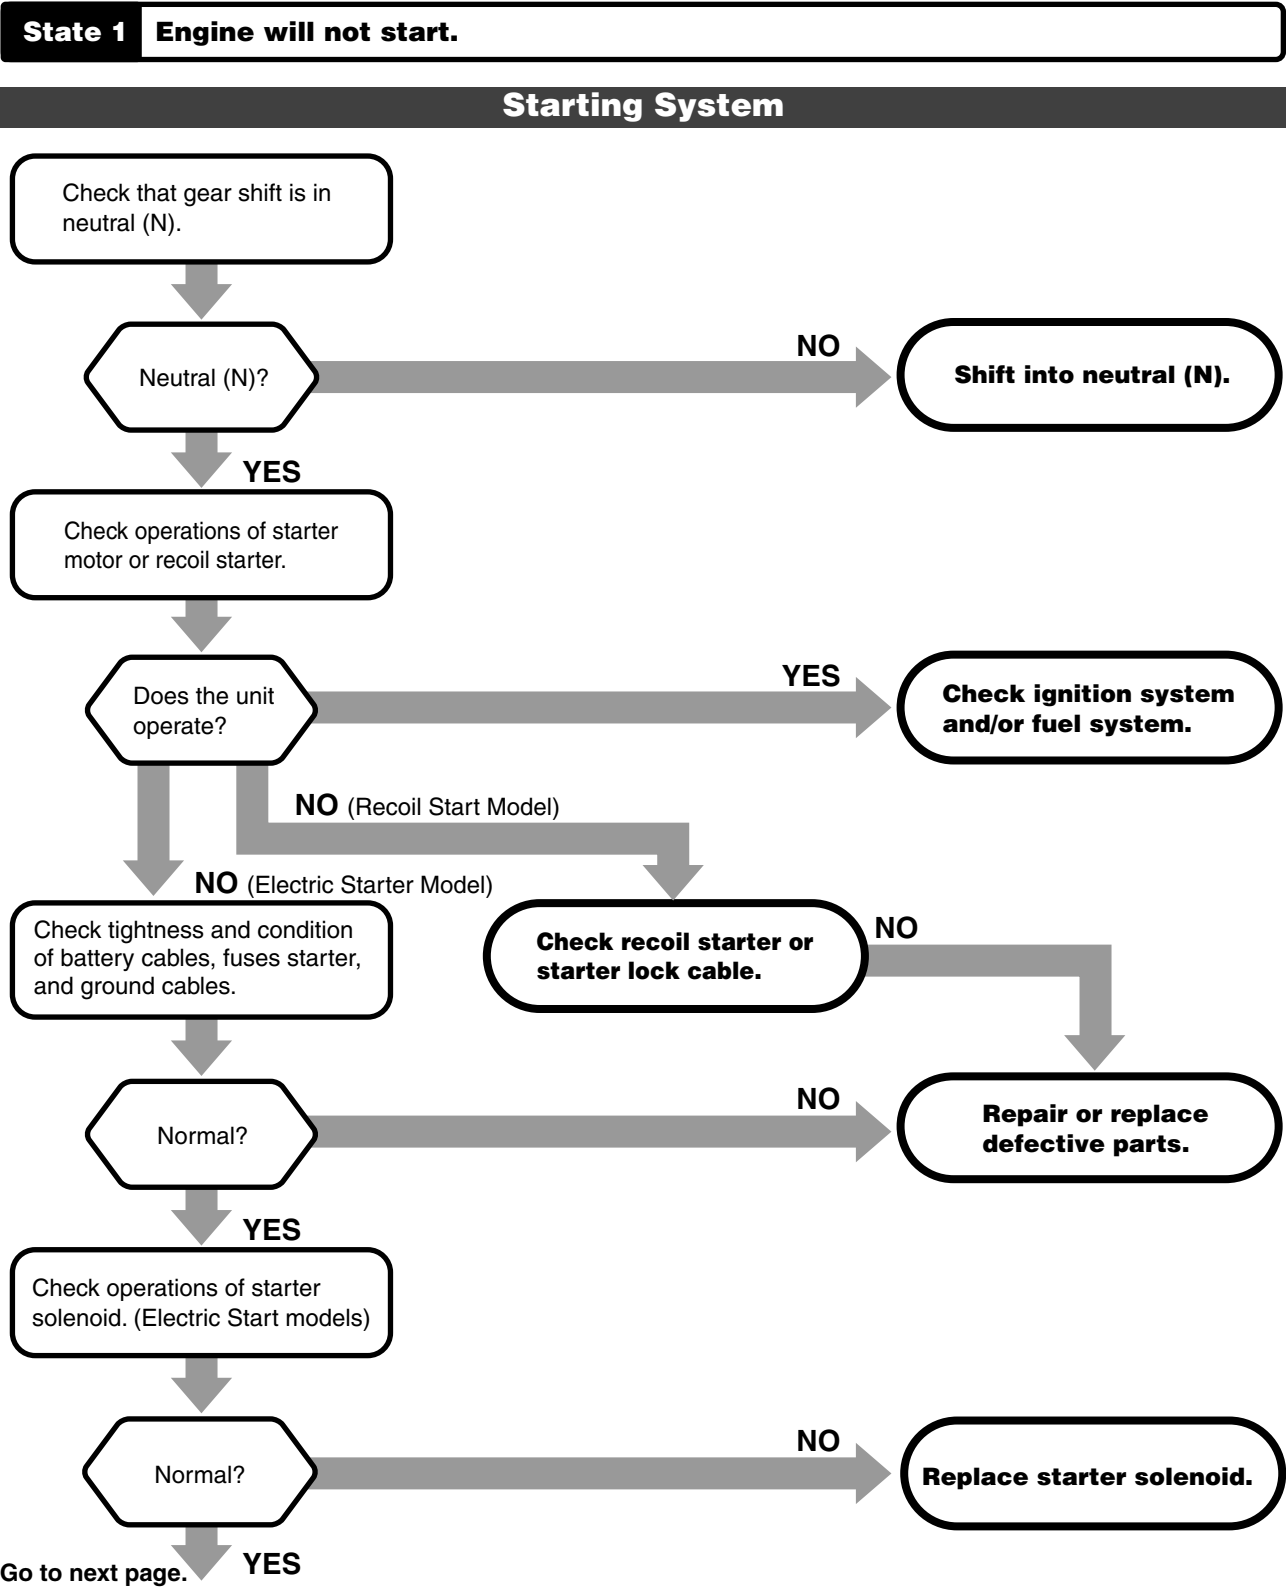 State 1 Engine will not start.
Starting System
Check that gear shift is in
neutral (N).
Neutral (N)?
NO
Shift into neutral (N).
YES
Check operations of starter
motor or recoil starter.
Does the unit
operate?
YES
Check ignition system
and/or fuel system.
NO (Recoil Start Model)
NO (Electric Starter Model)
Check tightness and condition
of battery cables, fuses starter,
and ground cables.
Check recoil starter or
starter lock cable.
NO
Normal?
NO
Repair or replace
defective parts.
YES
Check operations of starter
solenoid. (Electric Start models)
Normal?
NO
Replace starter solenoid.
YES
Go to next page.